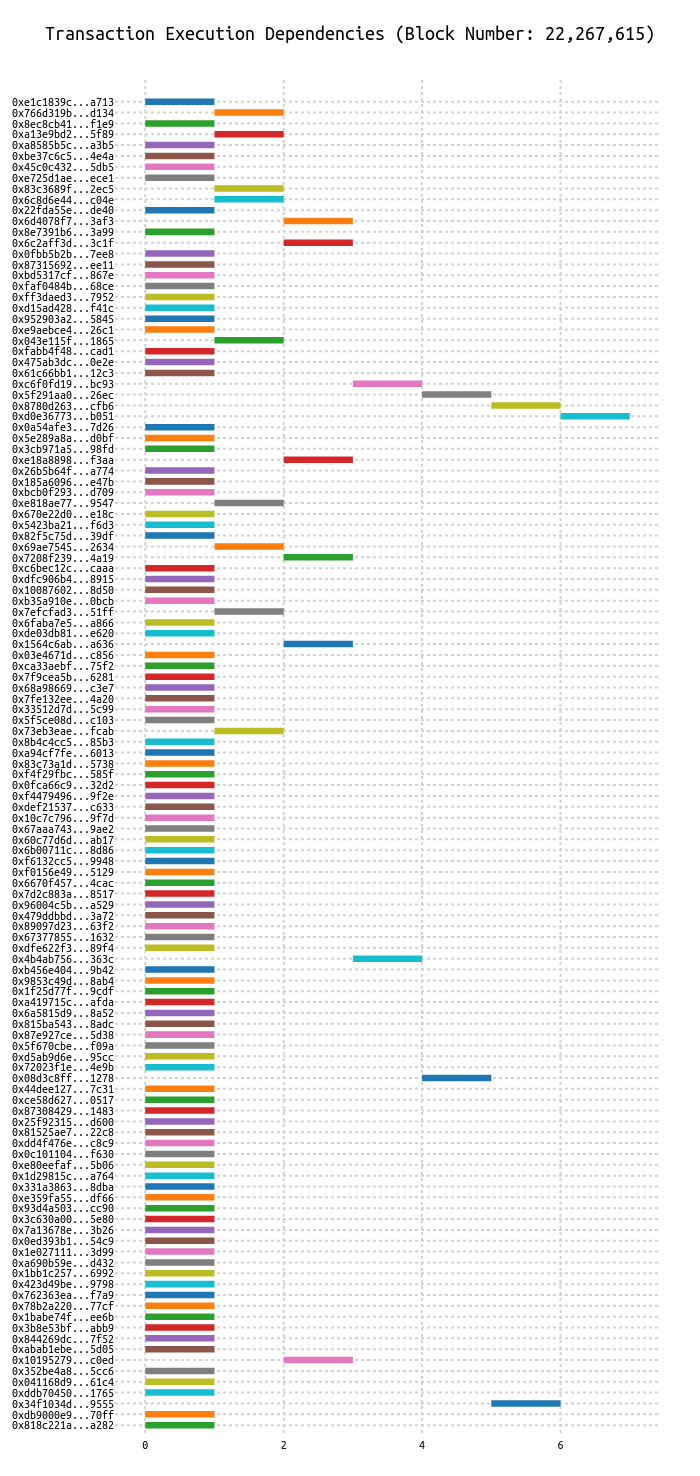 Transaction Execution Dependencies (Block Number: 22,267,615)
0xe1c1839c...a713
0x766d319b...d134
0x8ec8cb41...f1e9
0xa13e9bd2...5f89
0xa8585b5c...a3b5
0xbe37c6c5...4e4a
0x45c0c432...5db5
0xe725d1ae...ece1
0x83c3689f...2ec5
0x6c8d6e44...c04e
0x22fda55e...de40
0x6d4078f7...3af3
0x8e7391b6...3a99
0x6c2aff3d...3c1f
0x0fbb5b2b...7ee8
0x87315692...ee11
0xbd5317cf...867e
0xfaf0484b...68ce
0xff3daed3...7952
0xd15ad428...f41c
0x952903a2...5845
0xe9aebce4...26c1
0x043e115f...1865
0xfabb4f48...cad1
0x475ab3dc...0e2e
0x61c66bb1...12c3
0xc6f0fd19...bc93
0x5f291aa0...26ec
0x8780d263...cfb6
0xd0e36773...b051
0x0a54afe3...7d26
0x5e289a8a...d0bf
0x3cb971a5...98fd
0xe18a8898...f3aa
0x26b5b64f...a774
0x185a6096...e47b
0xbcb0f293...d709
0xe818ae77...9547
0x670e22d0...e18c
0x5423ba21...f6d3
0x82f5c75d...39df
0x69ae7545...2634
0x7208f239...4a19
0xc6bec12c...caaa
0xdfc906b4...8915
0x10087602...8d50
0xb35a910e...0bcb
0x7efcfad3...51ff
0x6faba7e5...a866
0xde03db81...e620
0x1564c6ab...a636
0x03e4671d...c856
0xca33aebf...75f2
0x7f9cea5b...6281
0x68a98669...c3e7
0x7fe132ee...4a20
0x33512d7d...5c99
0x5f5ce08d...c103
0x73eb3eae...fcab
0x8b4c4cc5...85b3
0xa94cf7fe...6013
0x83c73a1d...5738
0xf4f29fbc...585f
0x0fca66c9...32d2
0xf4479496...9f2e
0xdef21537...c633
0x10c7c796...9f7d
0x67aaa743...9ae2
0x60c77d6d...ab17
0x6b00711c...8d86
0xf6132cc5...9948
0xf0156e49...5129
0x6670f457...4cac
0x7d2c883a...8517
0x96004c5b...a529
0x479ddbbd...3a72
0x89097d23...63f2
0x67377855...1632
0xdfe622f3...89f4
0x4b4ab756...363c
0xb456e404...9b42
0x9853c49d...8ab4
0x1f25d77f...9cdf
0xa419715c...afda
0x6a5815d9...8a52
0x815ba543...8adc
0x87e927ce...5d38
0x5f670cbe...f09a
0xd5ab9d6e...95cc
0x72023f1e...4e9b
0x08d3c8ff...1278
0x44dee127...7c31
0xce58d627...0517
0x87308429...1483
0x25f92315...d600
0x81525ae7...22c8
0xdd4f476e...c8c9
0x0c101104...f630
0xe80eefaf...5b06
0x1d29815c...a764
0x331a3863...8dba
0xe359fa55...df66
0x93d4a503...cc90
0x3c630a00...5e80
0x7a13678e...3b26
0x0ed393b1...54c9
0x1e027111...3d99
0xa690b59e...d432
0x1bb1c257...6992
0x423d49be...9798
0x762363ea...f7a9
0x78b2a220...77cf
0x1babe74f...ee6b
0x3b8e53bf...abb9
0x844269dc...7f52
0xabab1ebe...5d05
0x10195279...c0ed
0x352be4a8...5cc6
0x041168d9...61c4
0xddb70450...1765
0x34f1034d...9555
0xdb9000e9...70ff
0x818c221a...a282
0 2 4 6